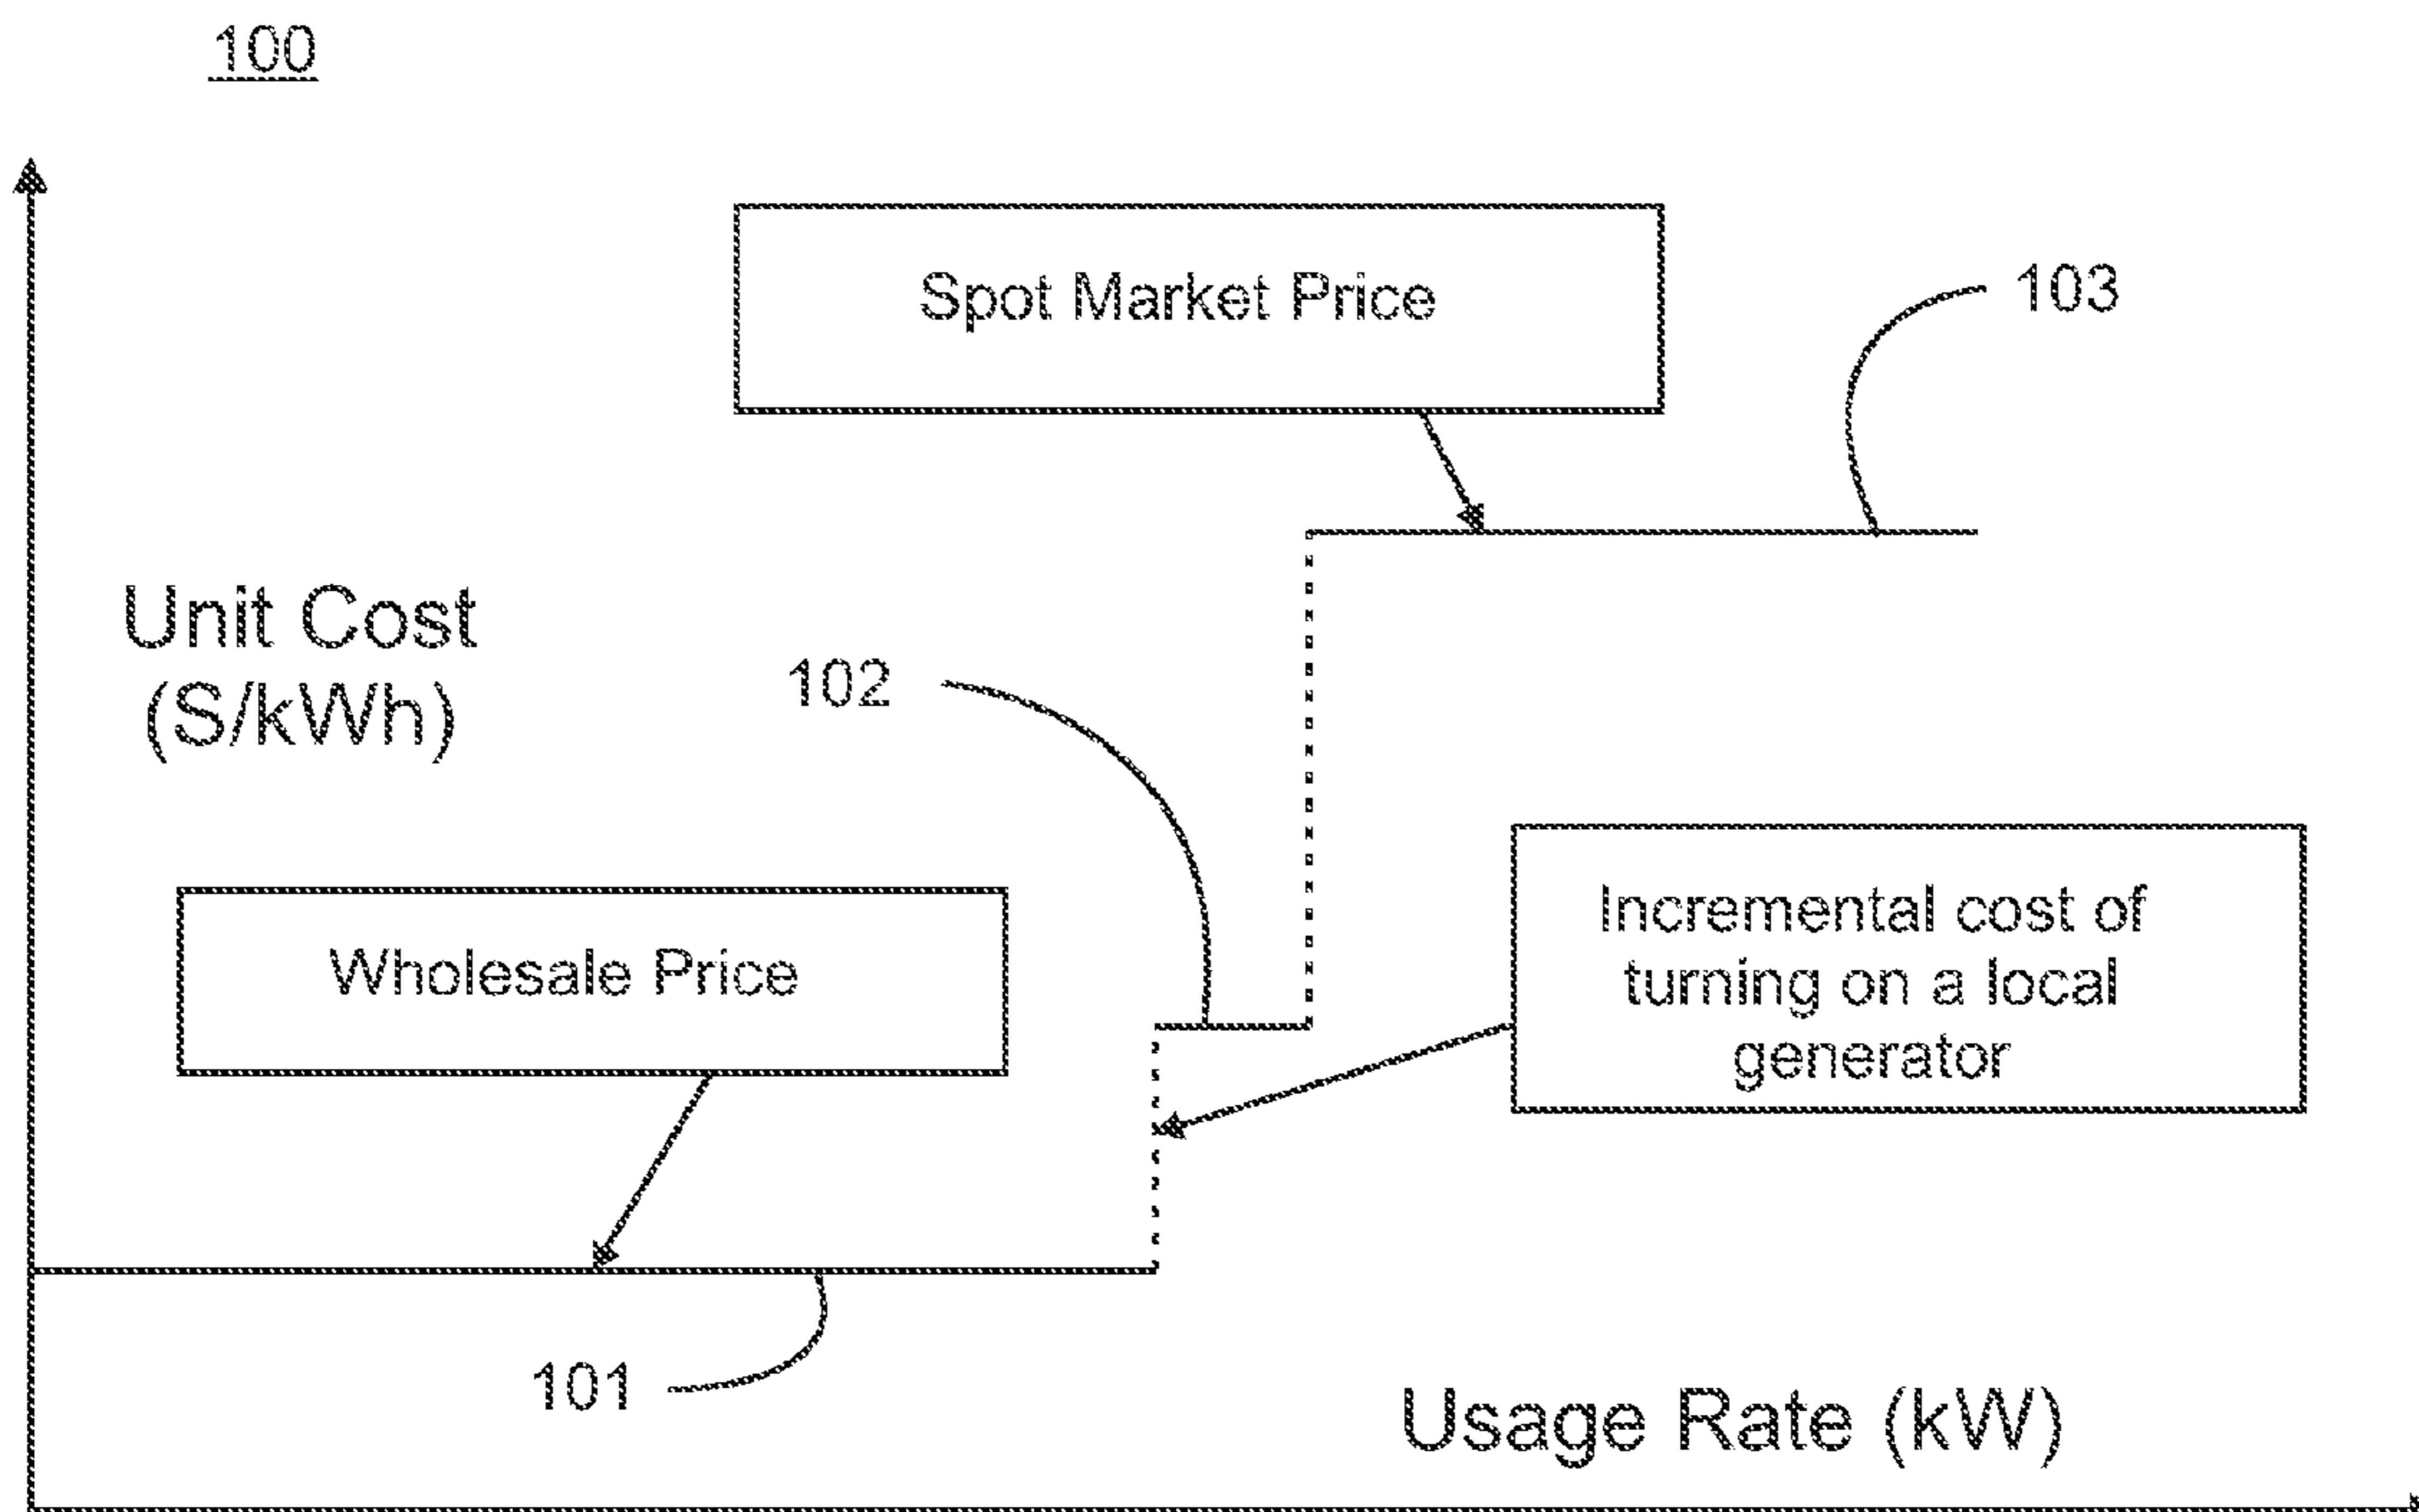 100
Spot Market Price
103
Unit Cost
(S/kWh)
102
Incremental cost of
turning on a local
generator
Wholesale Price
101
Usage Rate (kW)